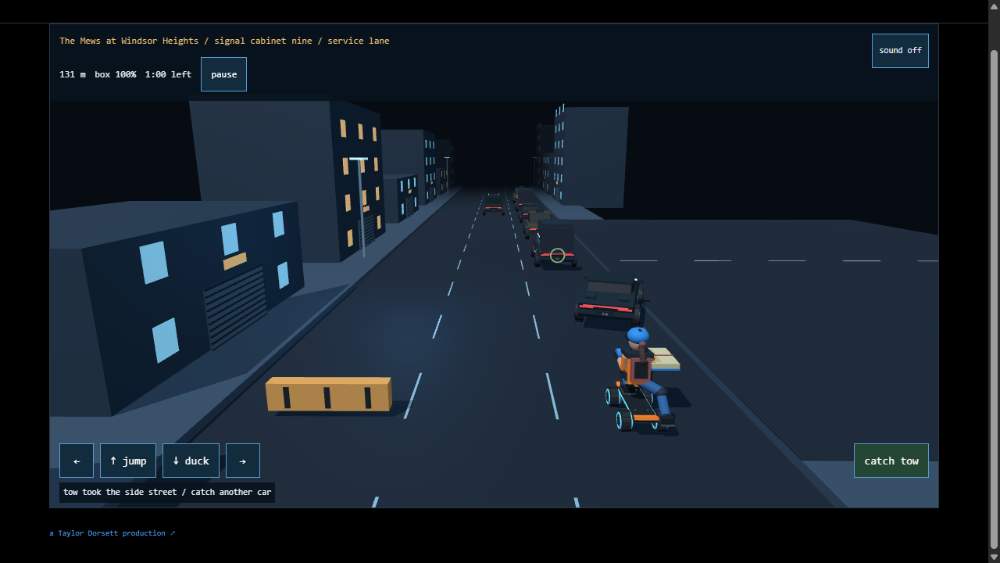 The Mews at Windsor Heights / signal cabinet nine / service lane
sound off
131 m box 100% 1:00 left pause
← ↑ jump ↓ duck →
catch tow
tow took the side street / catch another car
a Taylor Dorsett production ↗